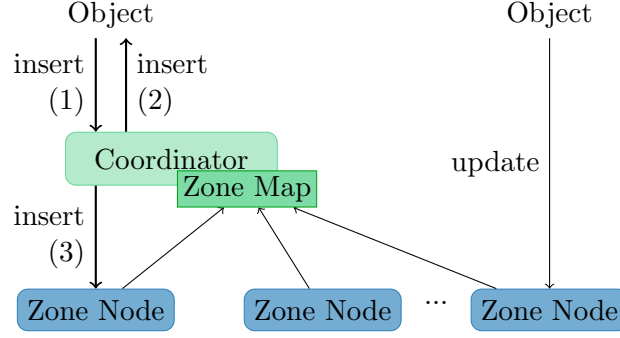 Object
Object
insert
(1)
insert
(2)
Coordinator
Zone Map
update
insert
(3)
Zone Node
Zone Node
...
Zone Node